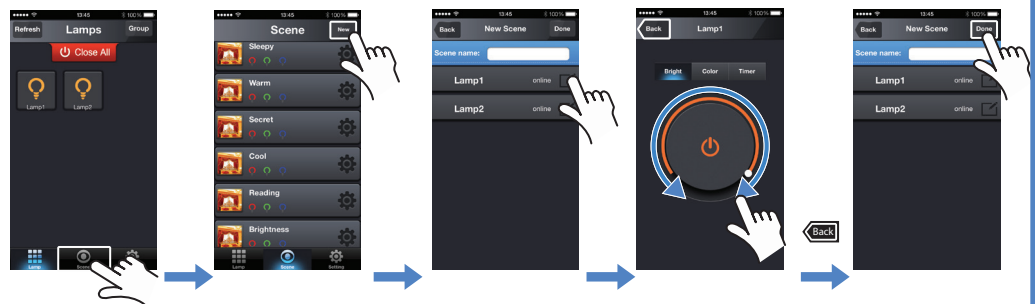 13:45 100%
Refresh Lamps Group
Close All
Lamp1 Lamp2
Lamp Scene
13:45 100%
Scene New
Sleepy
Warm
Secret
Cool
Reading
Brightness
Lamp Scene Setting
13:45 100%
Back New Scene Done
Scene name:
Lamp1 online
Lamp2 online
13:45 100%
Back Lamp1
Bright Color Timer
Back
13:45 100%
Back New Scene Done
Scene name:
Lamp1 online
Lamp2 online